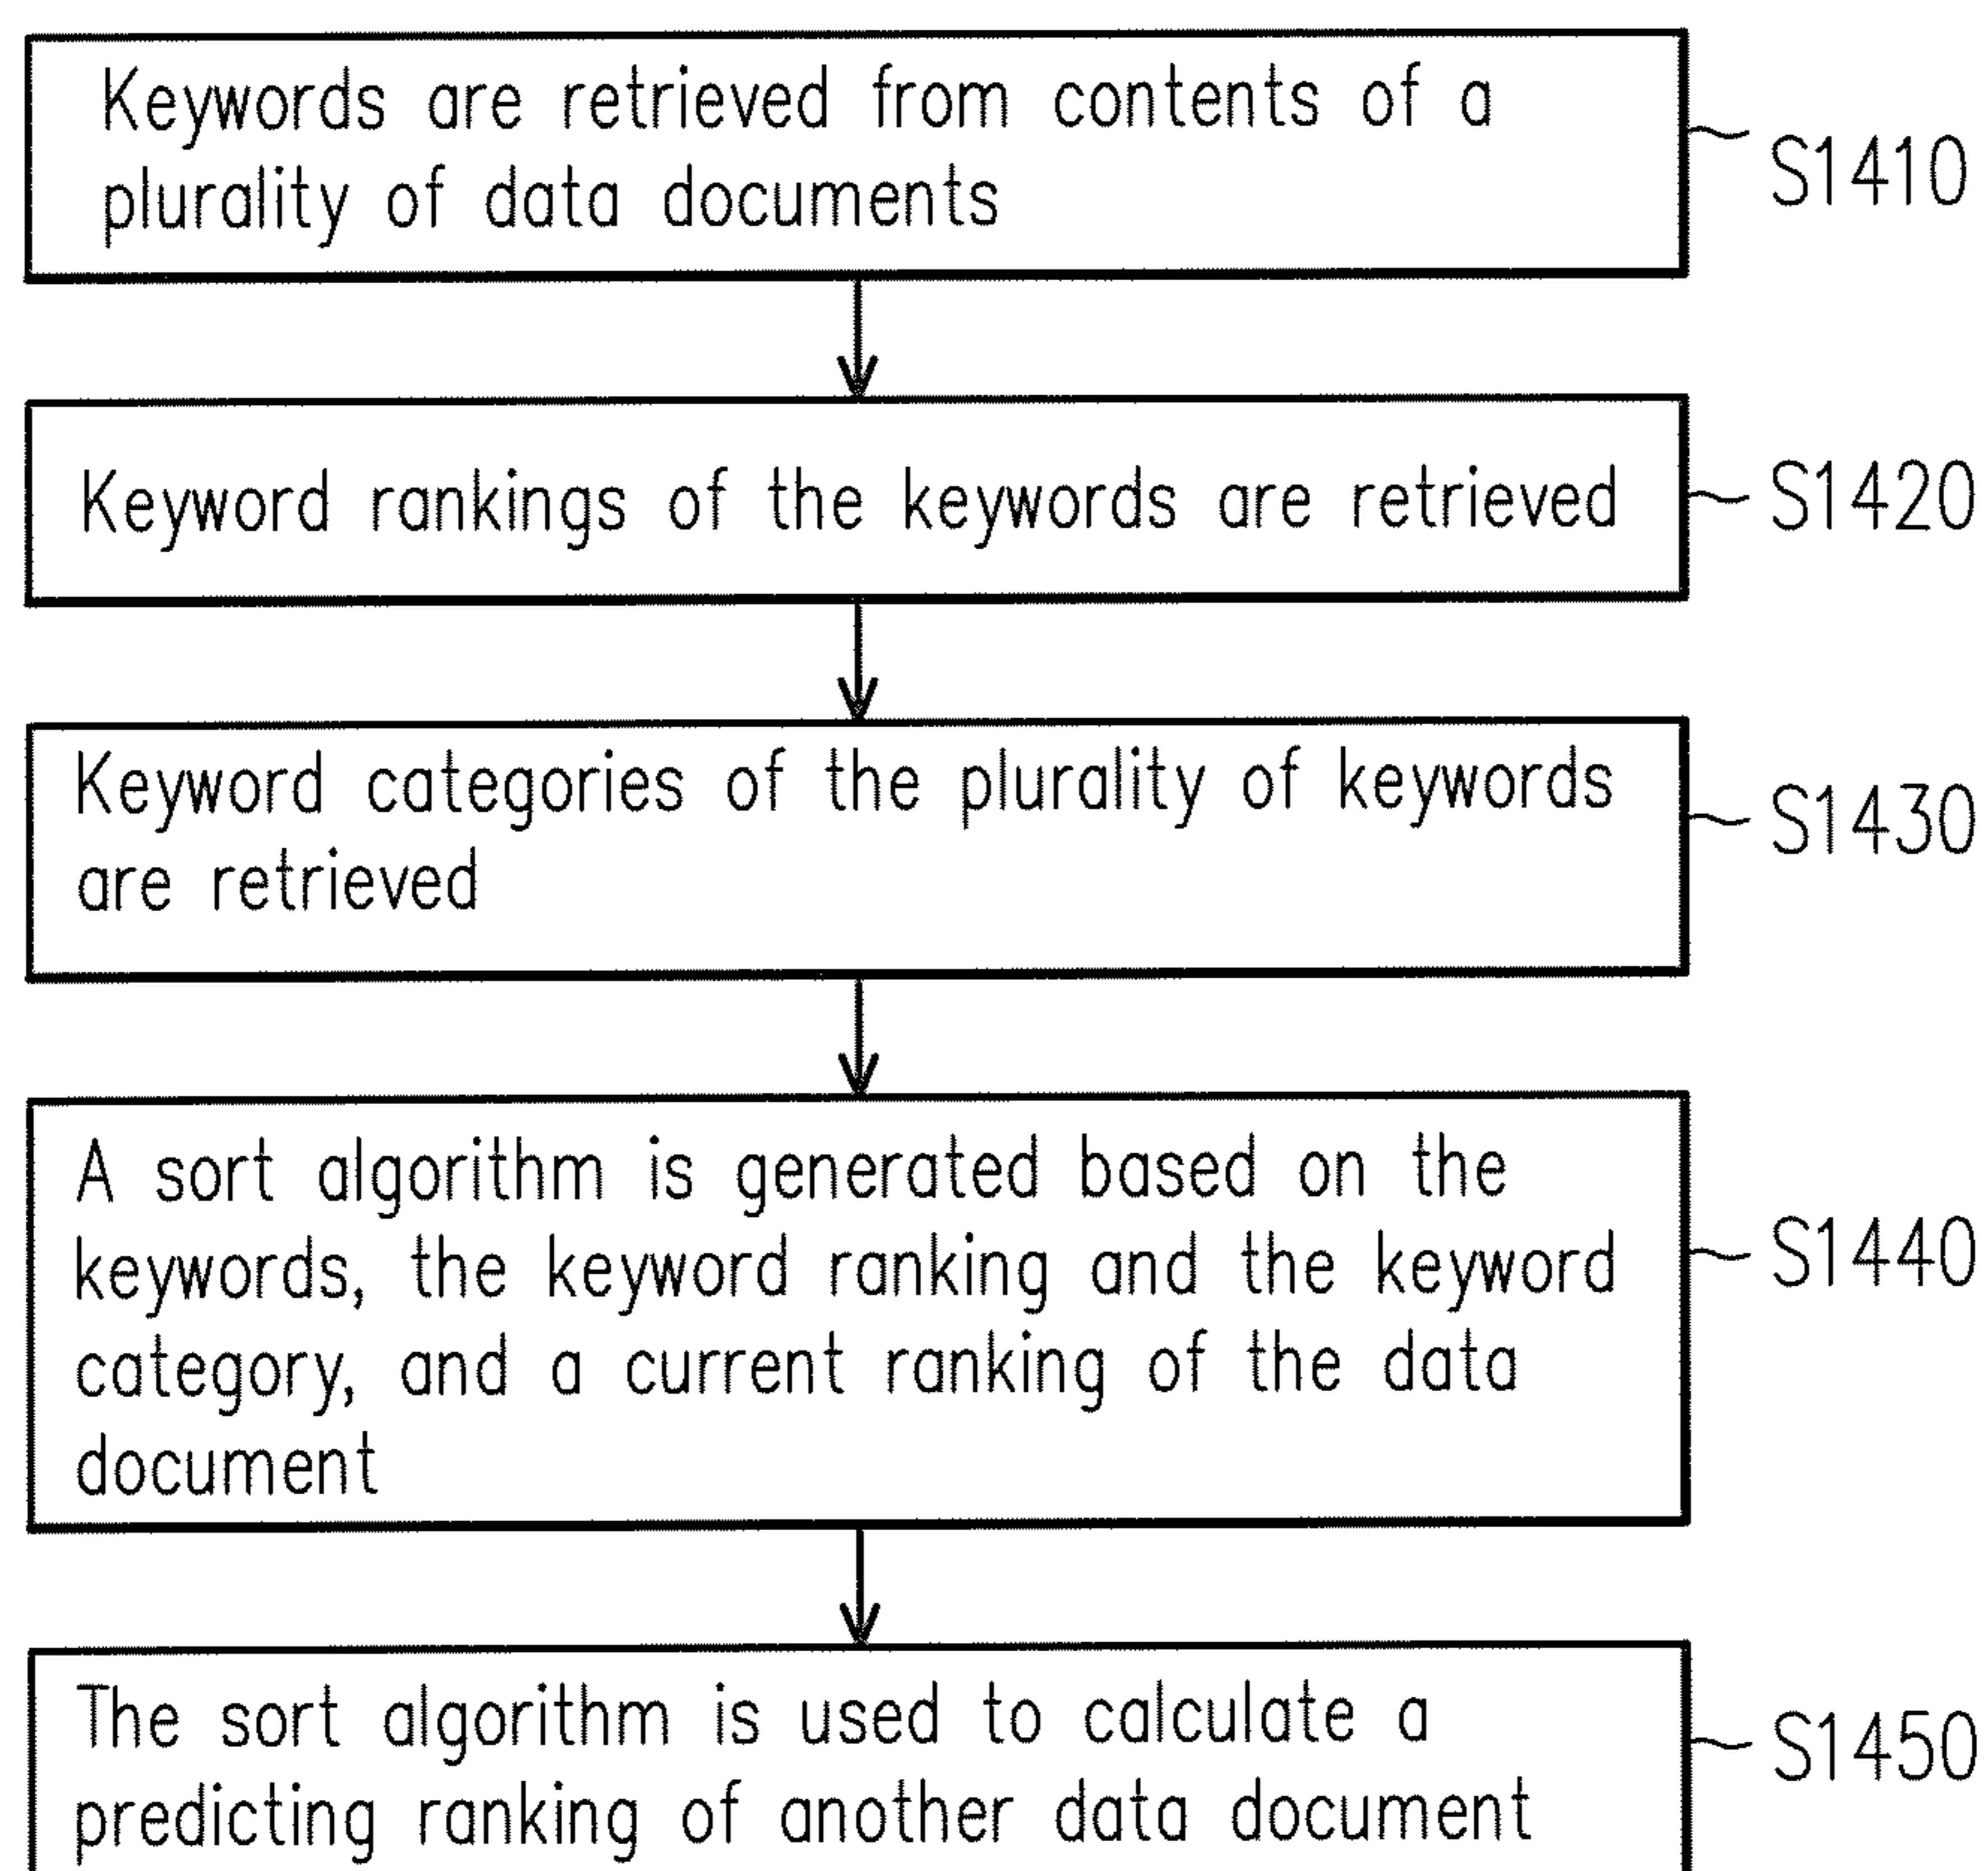 Keywords are retrieved from contents of a
plurality of data documents
S1410
Keyword rankings of the keywords are retrieved
S1420
Keyword categories of the plurality of keywords
are retrieved
S1430
A sort algorithm is generated based on the
keywords, the keyword ranking and the keyword
category, and a current ranking of the data
document
S1440
The sort algorithm is used to calculate a
predicting ranking of another data document
S1450